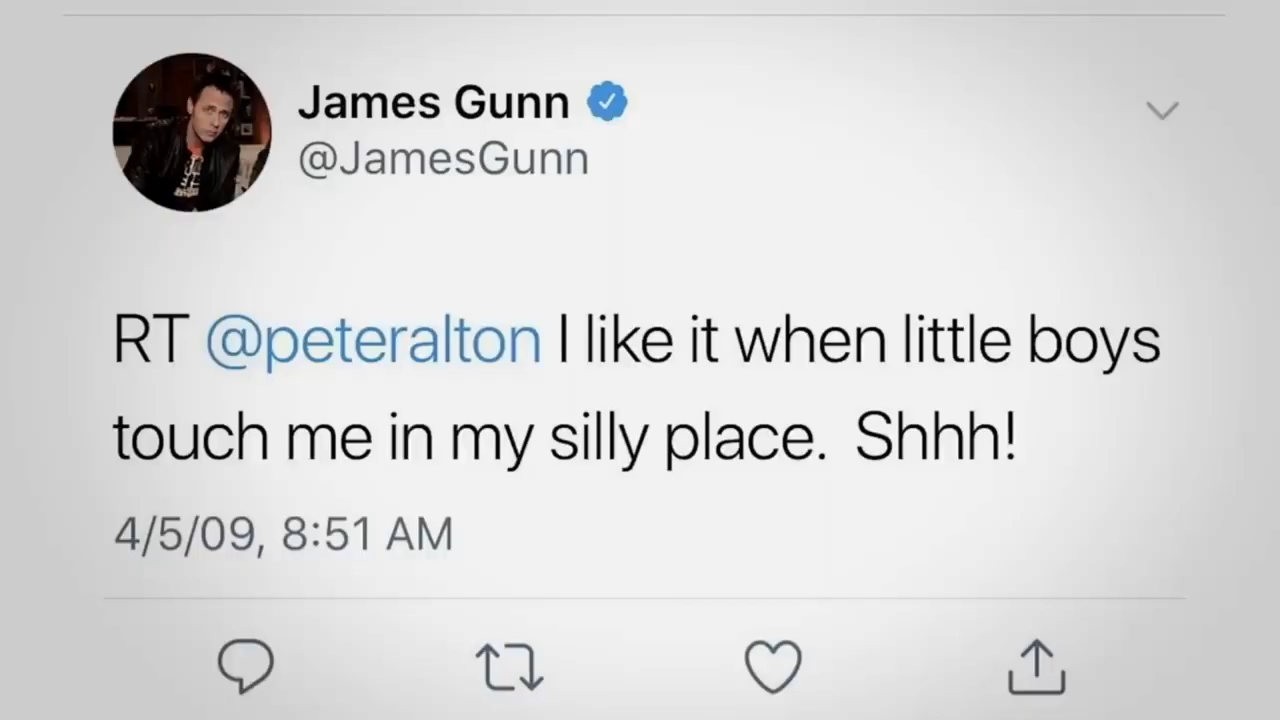 James Gunn
@JamesGunn
RT @peteralton I like it when little boys
touch me in my silly place.  Shhh!
4/5/09, 8:51 AM